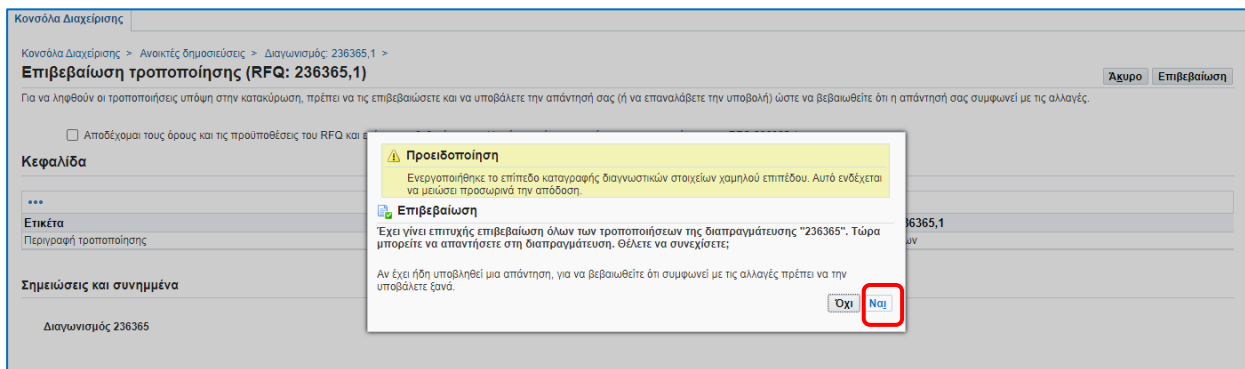 Κονσόλα Διαχείρισης
Κονσόλα Διαχείρισης > Ανοικτές δημοσιεύσεις > Διαγωνισμός: 236365,1 >
Επιβεβαίωση τροποποίησης (RFQ: 236365,1)
Άκυρο Επιβεβαίωση
Για να ληφθούν οι τροποποιήσεις υπόψη στην κατακύρωση, πρέπει να τις επιβεβαιώσετε και να υποβάλετε την απάντησή σας (ή να επαναλάβετε την υποβολή) ώστε να βεβαιωθείτε ότι η απάντησή σας συμφωνεί με τις αλλαγές.
Αποδέχομαι τους όρους και τις προϋποθέσεις του RFQ και
Κεφαλίδα
Προειδοποίηση
Ενεργοποιήθηκε το επίπεδο καταγραφής διαγνωστικών στοιχείων χαμηλού επιπέδου. Αυτό ενδέχεται
να μειώσει προσωρινά την απόδοση.
Επιβεβαίωση
Έχει γίνει επιτυχής επιβεβαίωση όλων των τροποποιήσεων της διαπραγμάτευσης "236365". Τώρα
μπορείτε να απαντήσετε στη διαπραγμάτευση. Θέλετε να συνεχίσετε;
Αν έχει ήδη υποβληθεί μια απάντηση, για να βεβαιωθείτε ότι συμφωνεί με τις αλλαγές πρέπει να την
υποβάλετε ξανά.
Όχι Ναι
Ετικέτα
36365,1
Περιγραφή τροποποίησης
ων
Σημειώσεις και συνημμένα
Διαγωνισμός 236365